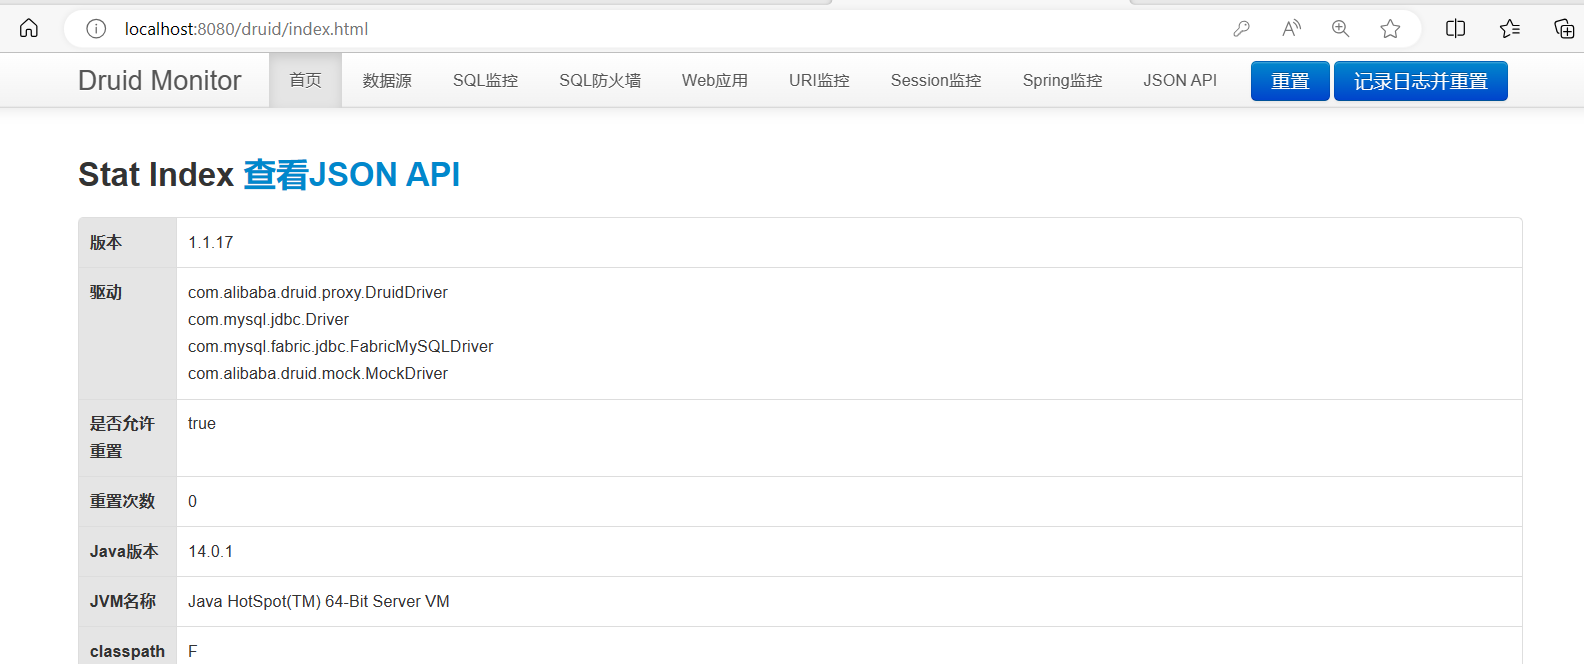 localhost:8080/druid/index.html
Druid Monitor 首页 数据源 SQL监控 SQL防火墙 Web应用 URI监控 Session监控 Spring监控 JSON API 重置 记录日志并重置
Stat Index 查看JSON API
版本 1.1.17
驱动 com.alibaba.druid.proxy.DruidDriver
com.mysql.jdbc.Driver
com.mysql.fabric.jdbc.FabricMySQLDriver
com.alibaba.druid.mock.MockDriver
是否允许 true
重置
重置次数 0
Java版本 14.0.1
JVM名称 Java HotSpot(TM) 64-Bit Server VM
classpath F